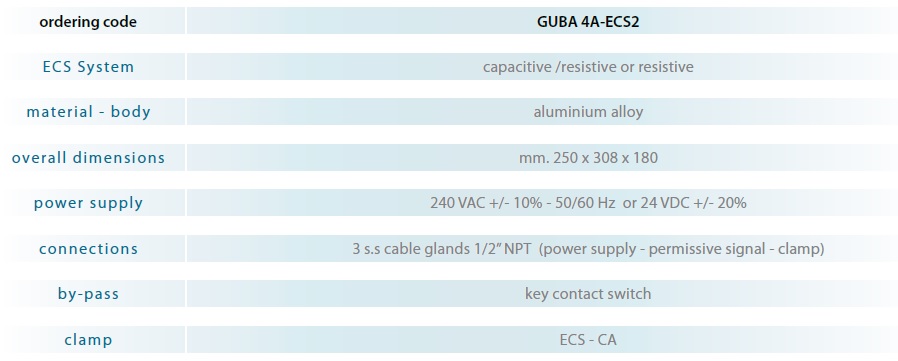 ordering code GUBA 4A-ECS2
ECS System capacitive /resistive or resistive
material - body aluminium alloy
overall dimensions mm. 250 x 308 x 180
power supply 240 VAC +/- 10% - 50/60 Hz or 24 VDC +/- 20%
connections 3 s.s cable glands 1/2” NPT (power supply - permissive signal - clamp)
by-pass key contact switch
clamp ECS - CA